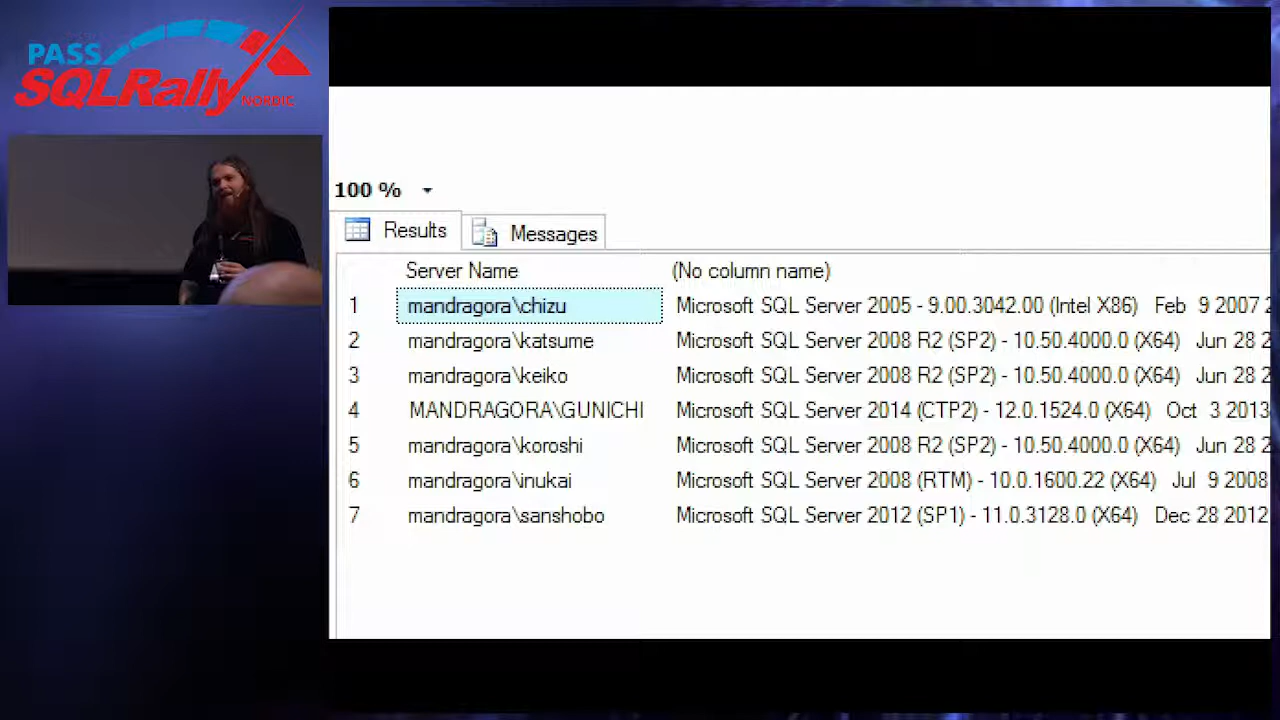 PASS
SQLRally
NORDIC
100 %
Results
Messages
Server Name (No column name)
1 mandragora\chizu Microsoft SQL Server 2005 - 9.00.3042.00 (Intel X86) Feb 9 2007 2
2 mandragora\katsume Microsoft SQL Server 2008 R2 (SP2) - 10.50.4000.0 (X64) Jun 28 2
3 mandragora\keiko Microsoft SQL Server 2008 R2 (SP2) - 10.50.4000.0 (X64) Jun 28 2
4 MANDRAGORA\GUNICHI Microsoft SQL Server 2014 (CTP2) - 12.0.1524.0 (X64) Oct 3 2013
5 mandragora\koroshi Microsoft SQL Server 2008 R2 (SP2) - 10.50.4000.0 (X64) Jun 28 2
6 mandragora\inukai Microsoft SQL Server 2008 (RTM) - 10.0.1600.22 (X64) Jul 9 2008
7 mandragora\sanshobo Microsoft SQL Server 2012 (SP1) - 11.0.3128.0 (X64) Dec 28 2012